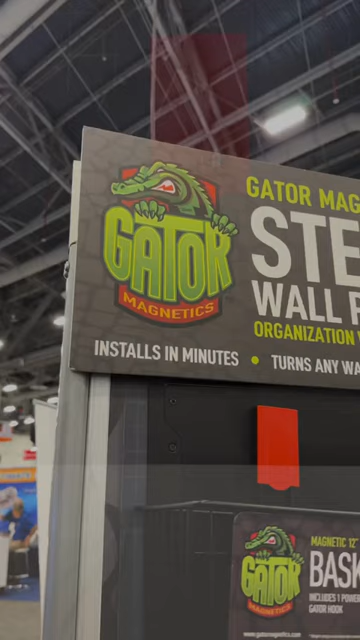 GATOR MAG
GATOR
MAGNETICS
STE
WALL
ORGANIZATION
INSTALLS IN MINUTES • TURNS ANY WA
GATOR
MAGNETICS
MAGNETIC 12"
BASK
INCLUDES 1 POWER
GATOR HOOK